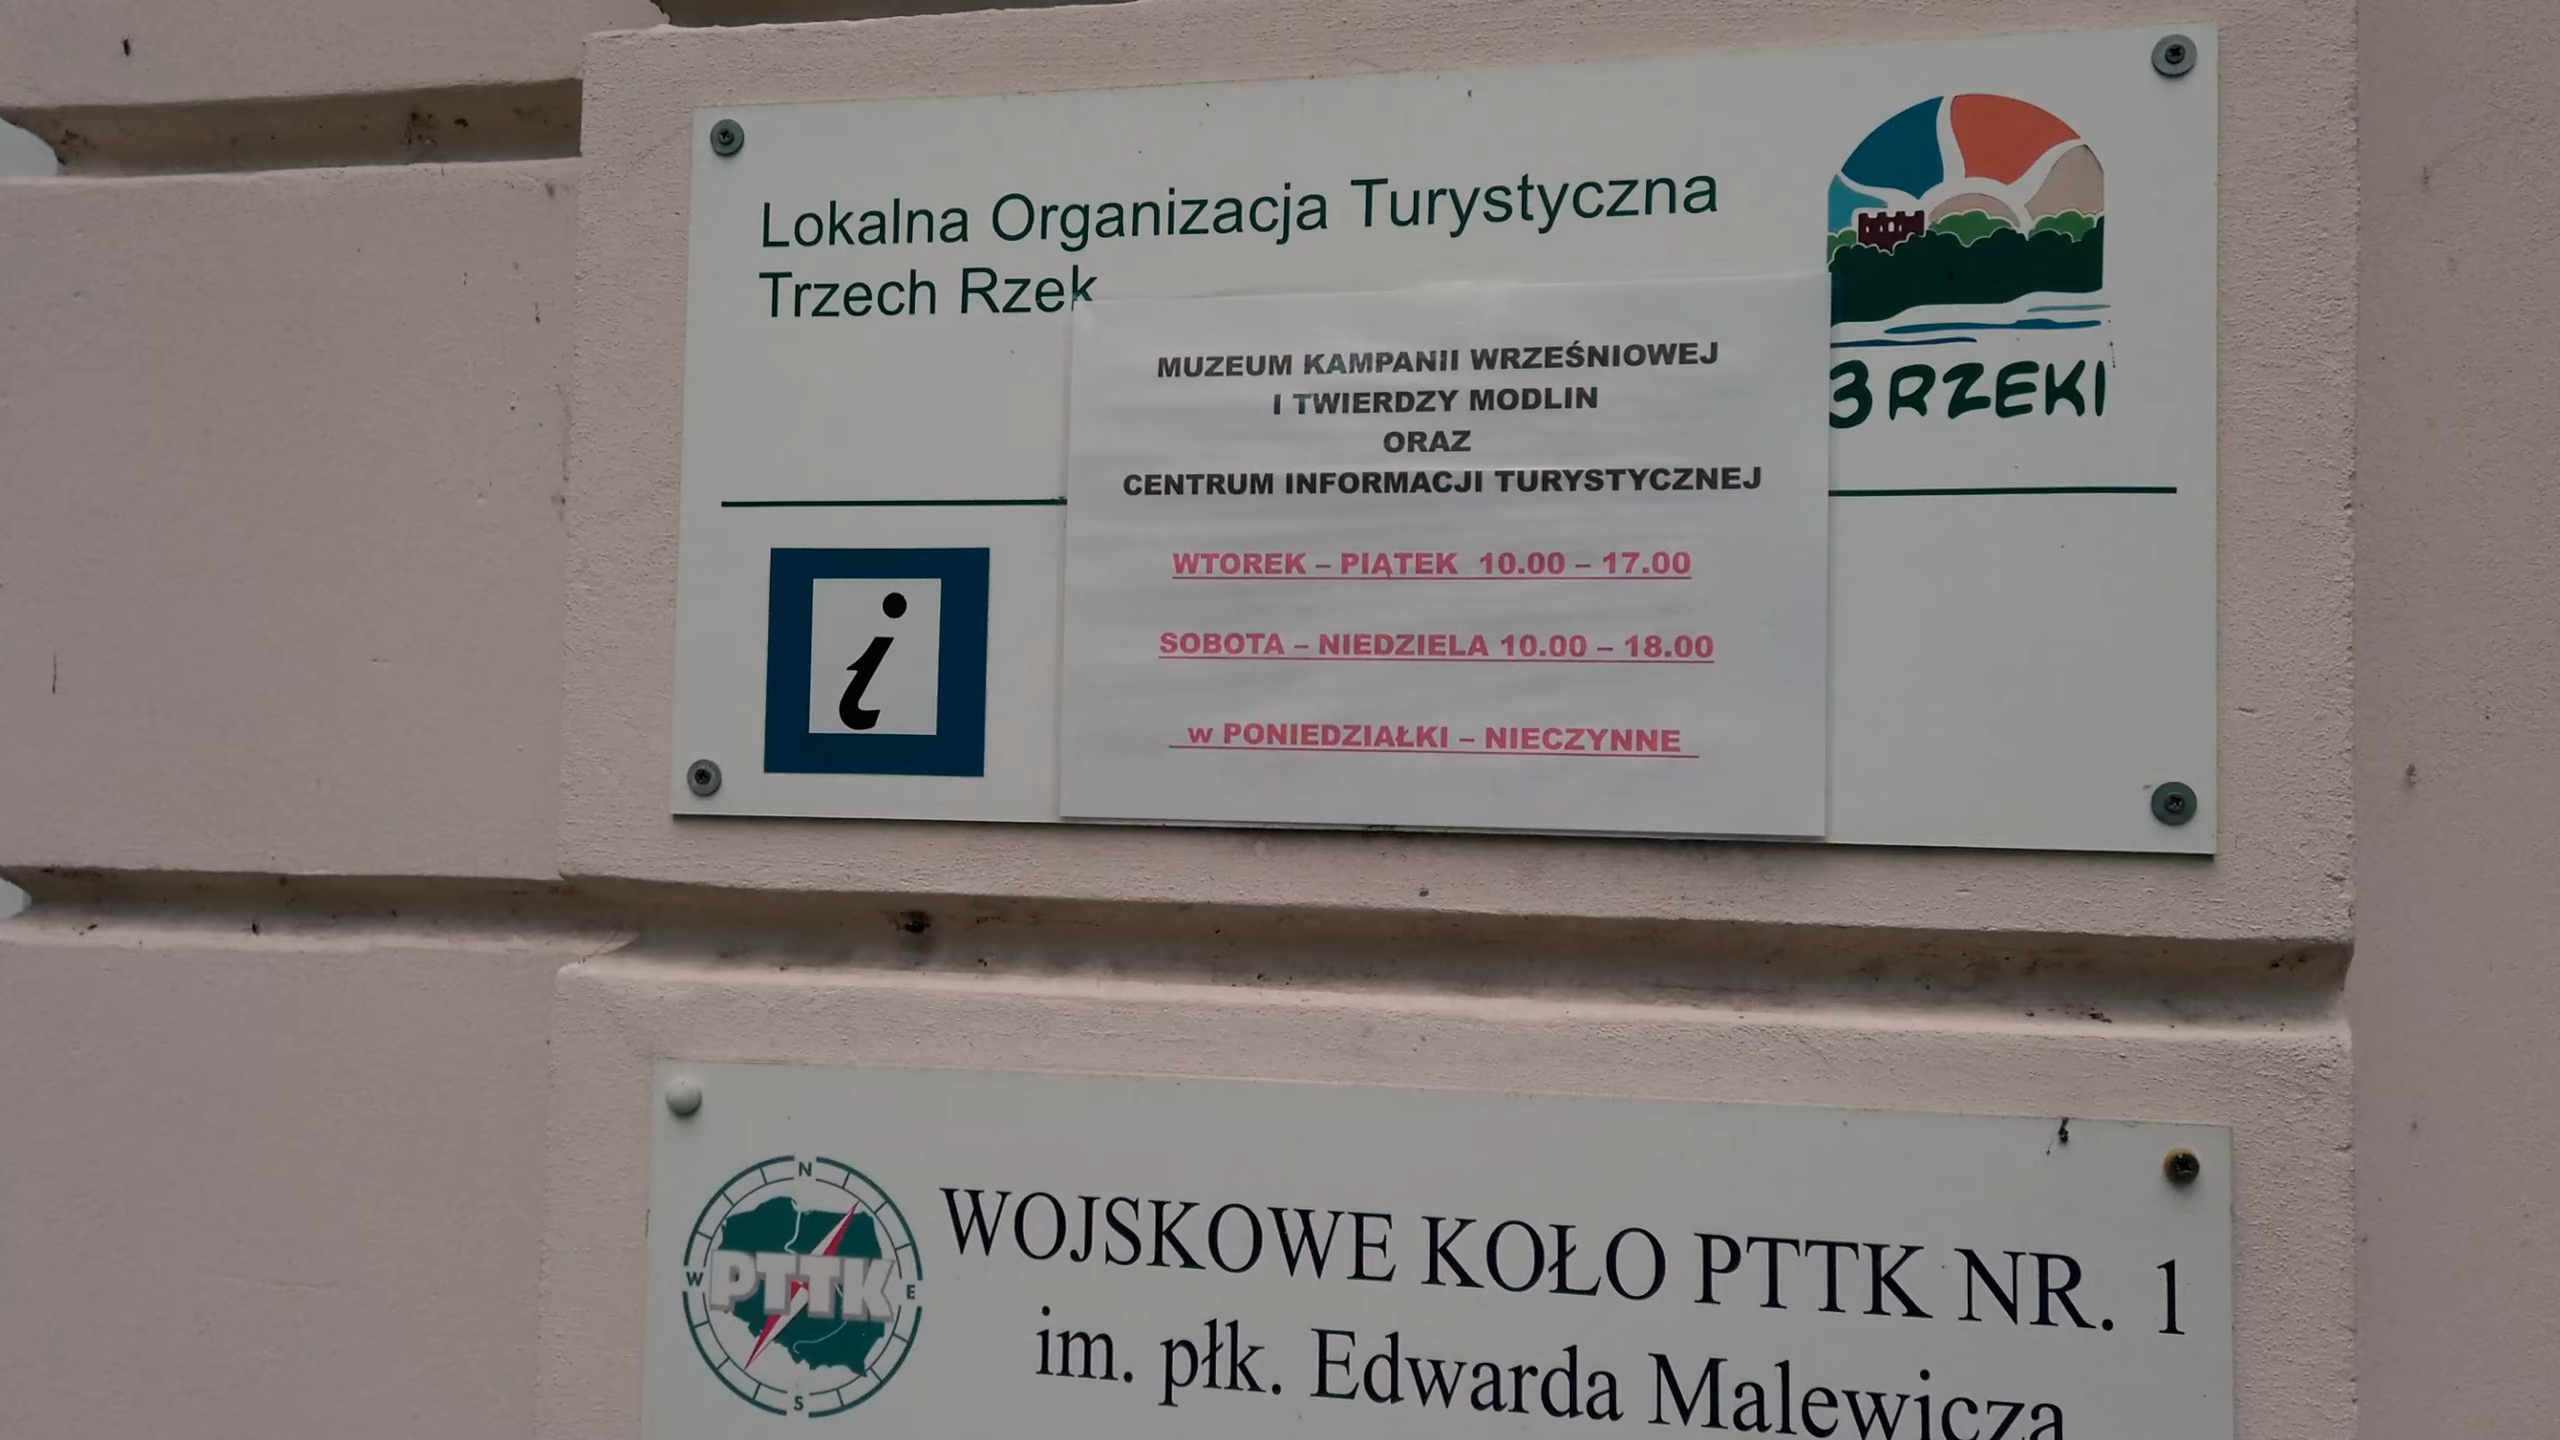 Lokalna Organizacja Turystyczna
Trzech Rzek
3 RZEKI
MUZEUM KAMPANII WRZEŚNIOWEJ
I TWIERDZY MODLIN
ORAZ
CENTRUM INFORMACJI TURYSTYCZNEJ
WTOREK – PIĄTEK 10.00 – 17.00
SOBOTA – NIEDZIELA 10.00 – 18.00
w PONIEDZIAŁKI – NIECZYNNE
i
N
W
E
S
PTTK
WOJSKOWE KOŁO PTTK NR. 1
im. płk. Edwarda Malewicza